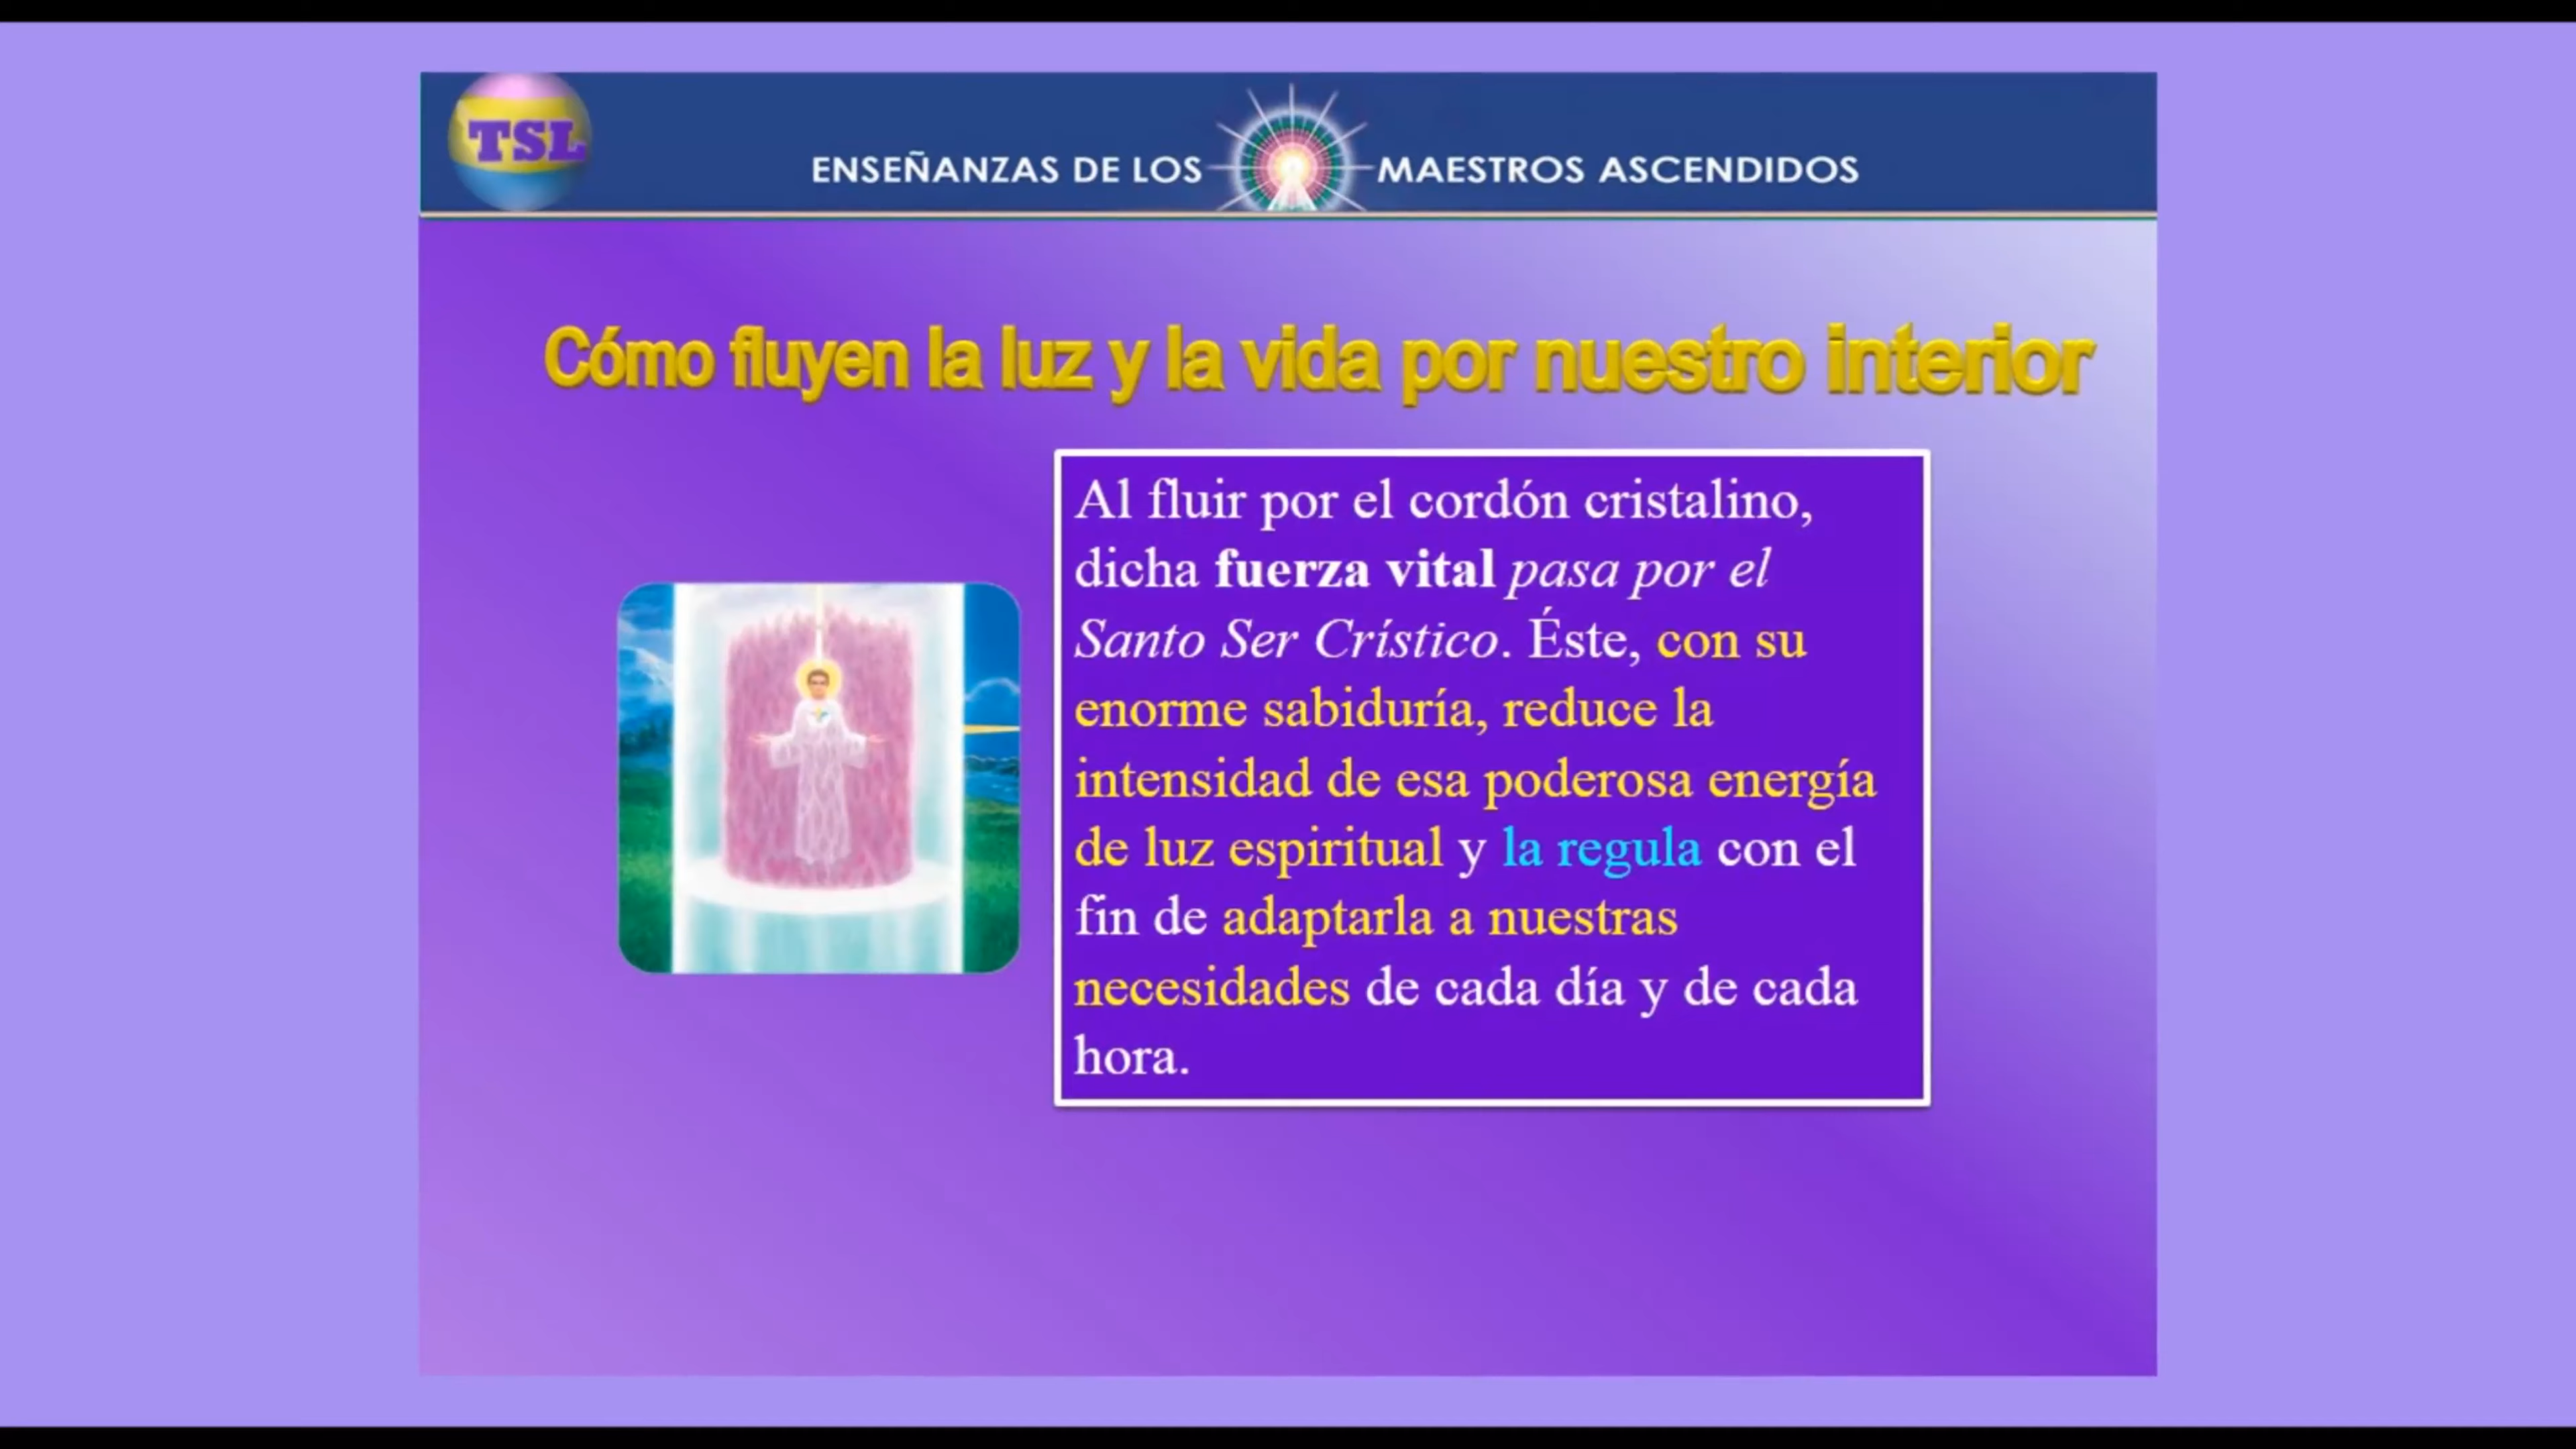 TSL
ENSEÑANZAS DE LOS MAESTROS ASCENDIDOS
Cómo fluyen la luz y la vida por nuestro interior
Al fluir por el cordón cristalino,
dicha fuerza vital pasa por el
Santo Ser Crístico. Éste, con su
enorme sabiduría, reduce la
intensidad de esa poderosa energía
de luz espiritual y la regula con el
fin de adaptarla a nuestras
necesidades de cada día y de cada
hora.